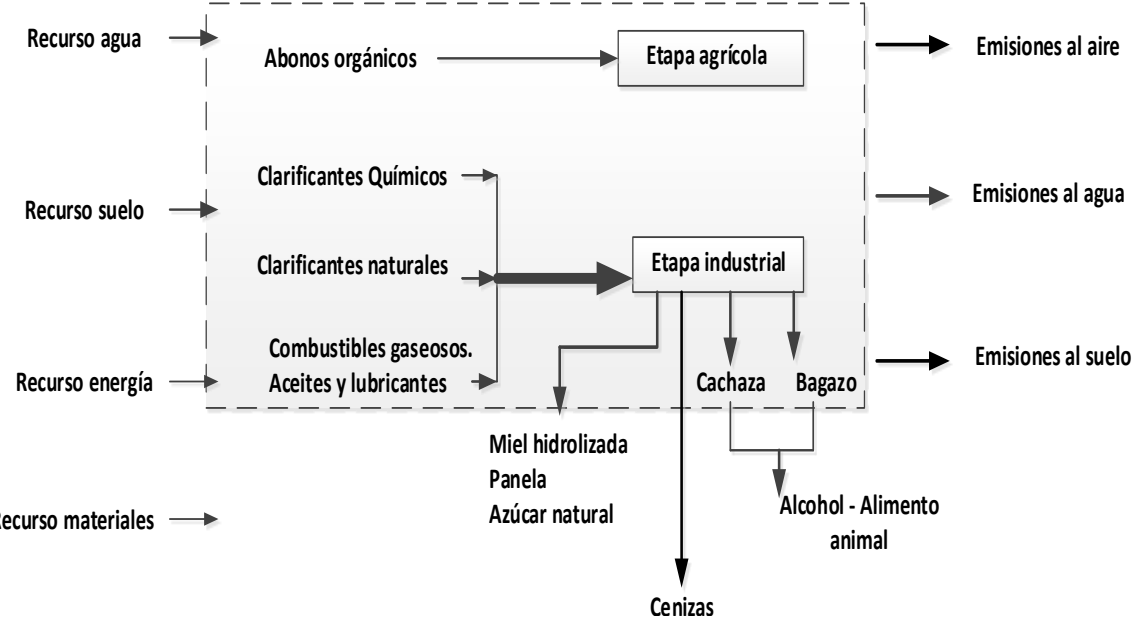 Recurso agua
Abonos orgánicos
Etapa agrícola
Emisiones al aire
Clarificantes Químicos
Recurso suelo
Emisiones al agua
Clarificantes naturales
Etapa industrial
Combustibles gaseosos.
Aceites y lubricantes
Recurso energía
Cachaza
Bagazo
Emisiones al suelo
Miel hidrolizada
Panela
Azúcar natural
Alcohol - Alimento
animal
Recurso materiales
Cenizas